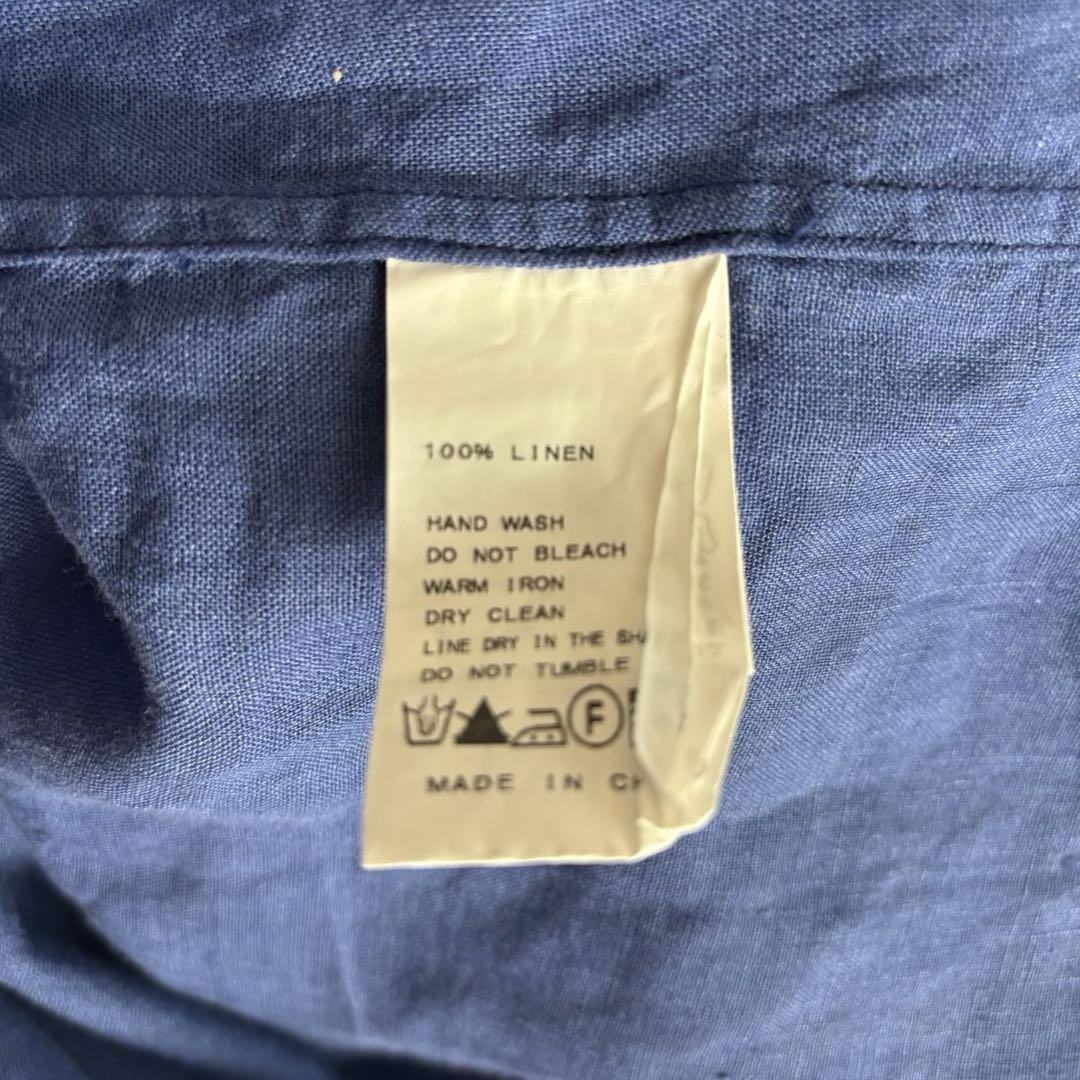 100% LINEN
HAND WASH
DO NOT BLEACH
WARM IRON
DRY CLEAN
LINE DRY IN THE SHA
DO NOT TUMBLE
F
MADE IN CH